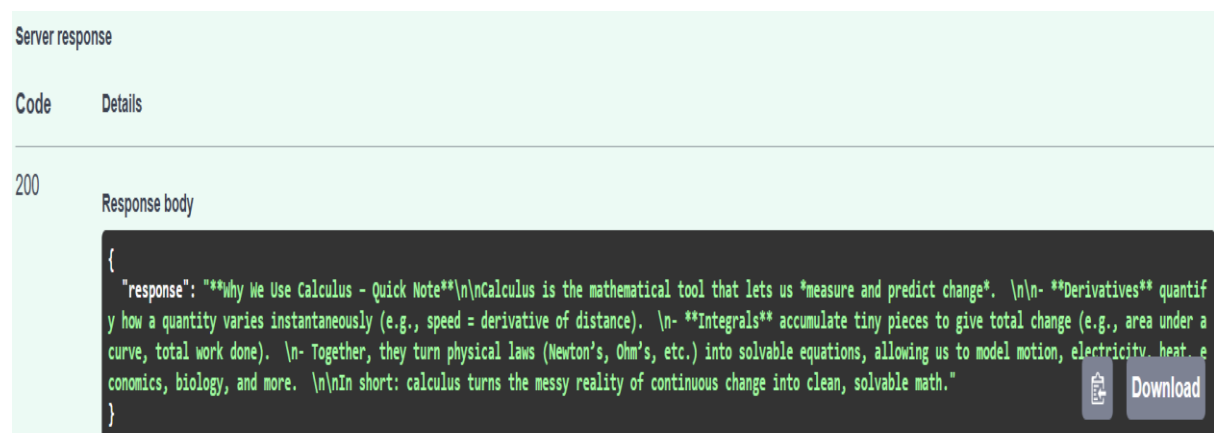 Server response
Code Details
200
Response body
{
"response": "**Why We Use Calculus – Quick Note**\n\nCalculus is the mathematical tool that lets us *measure and predict change*.  \n\n- **Derivatives** quantif
y how a quantity varies instantaneously (e.g., speed = derivative of distance).  \n- **Integrals** accumulate tiny pieces to give total change (e.g., area under a
curve, total work done).  \n- Together, they turn physical laws (Newton’s, Ohm’s, etc.) into solvable equations, allowing us to model motion, electricity, heat, e
conomics, biology, and more.  \n\nIn short: calculus turns the messy reality of continuous change into clean, solvable math."
Download
}